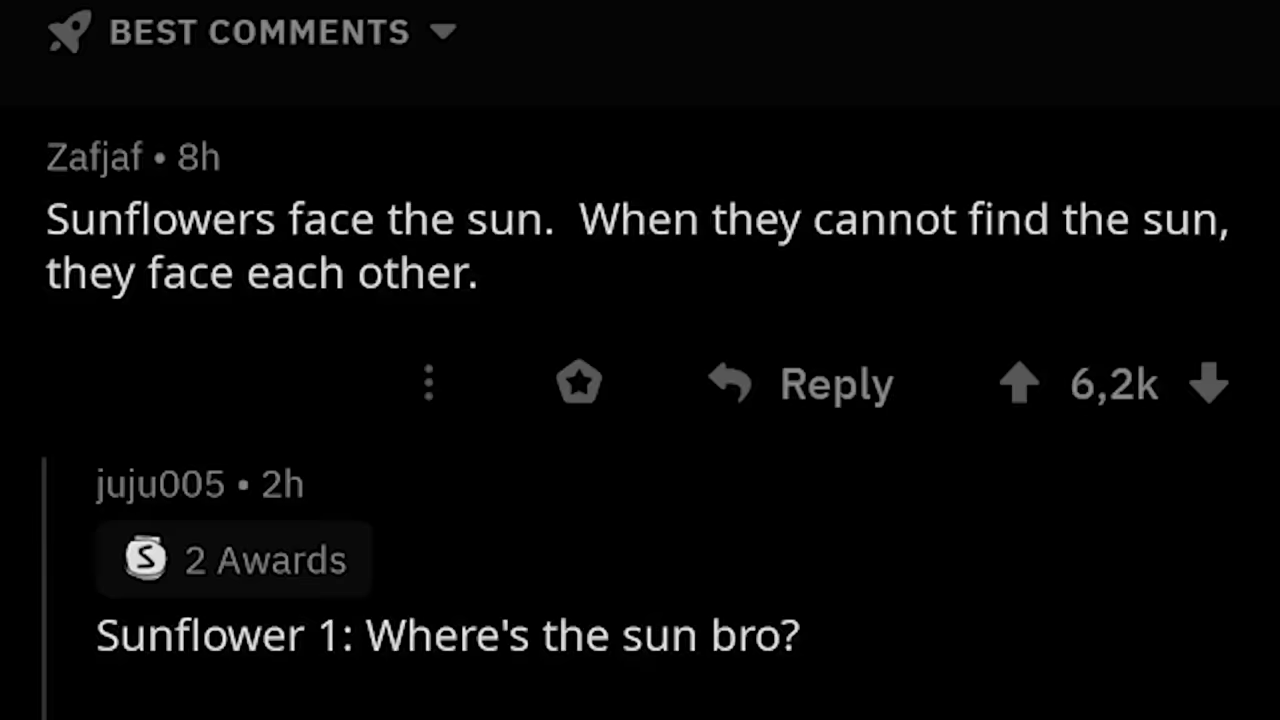 BEST COMMENTS
Zafjaf • 8h
Sunflowers face the sun.  When they cannot find the sun,
they face each other.
Reply 6,2k
juju005 • 2h
S 2 Awards
Sunflower 1: Where's the sun bro?